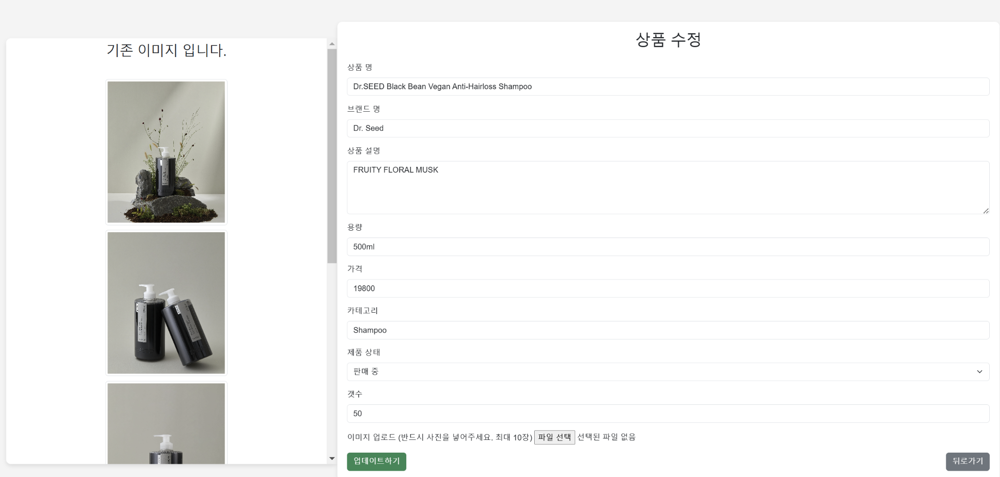 기존 이미지 입니다.
상품 수정
상품 명
Dr.SEED Black Bean Vegan Anti-Hairloss Shampoo
브랜드 명
Dr. Seed
상품 설명
FRUITY FLORAL MUSK
용량
500ml
가격
19800
카테고리
Shampoo
제품 상태
판매 중
갯수
50
이미지 업로드 (반드시 사진을 넣어주세요. 최대 10장) 파일 선택 선택된 파일 없음
업데이트하기
뒤로가기